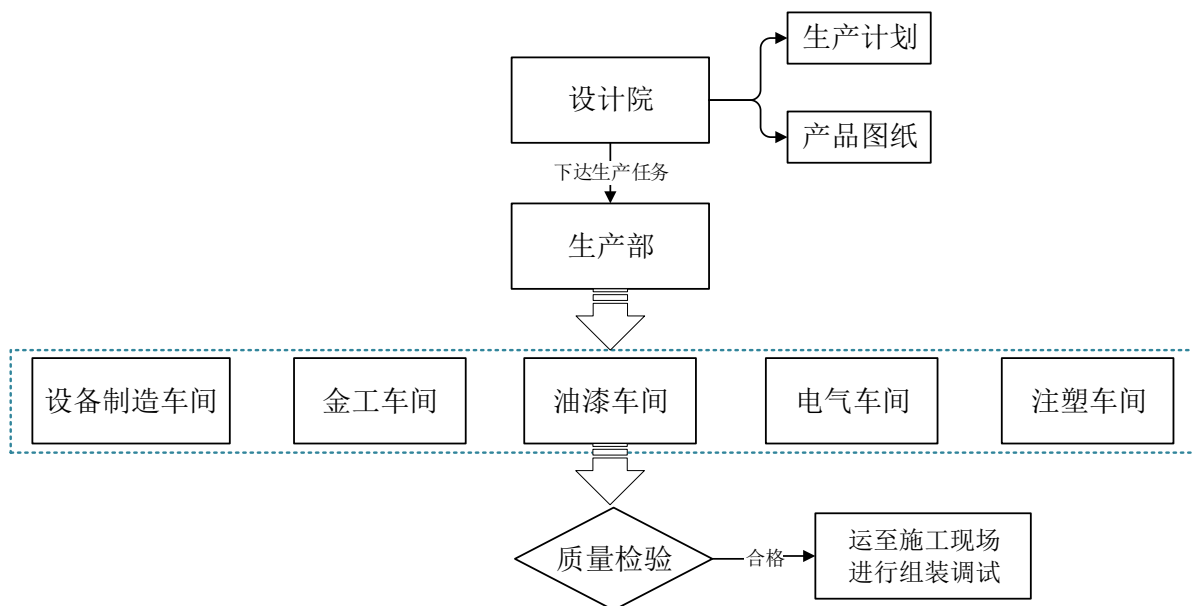 生产计划
设计院
产品图纸
下达生产任务
生产部
设备制造车间
金工车间
油漆车间
电气车间
注塑车间
质量检验
合格
运至施工现场
进行组装调试